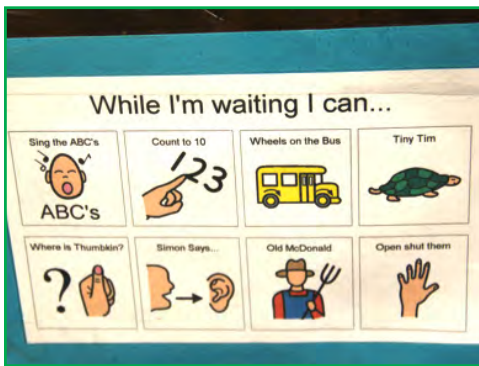 While I'm waiting I can...
Sing the ABC's
Count to 10
Wheels on the Bus
Tiny Tim
123
ABC's
Where is Thumbkin?
Simon Says...
Old McDonald
Open shut them
?